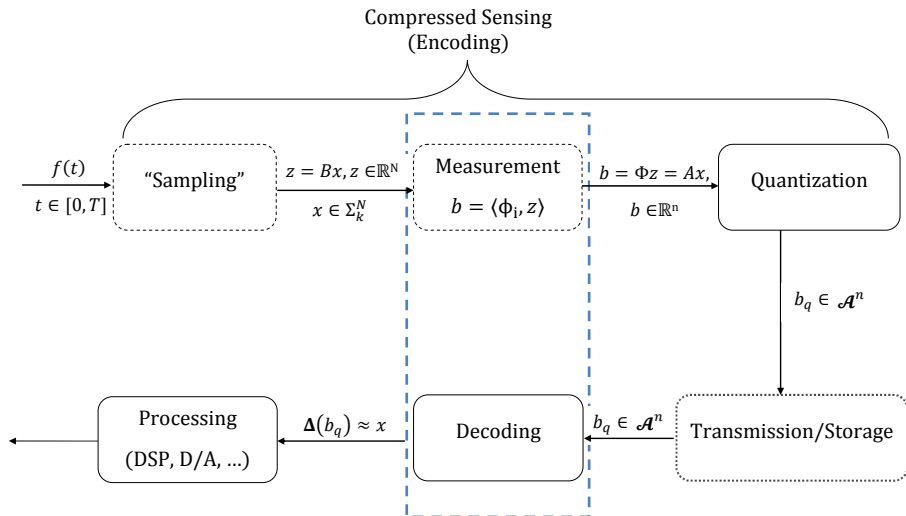 Compressed Sensing
(Encoding)
f(t)
t ∈ [0, T]
“Sampling”
z = Bx, z ∈ ℝᴺ
x ∈ Σₖᴺ
Measurement
b = ⟨ϕᵢ, z⟩
b = Φz = Ax,
b ∈ ℝⁿ
Quantization
b_q ∈ 𝓐ⁿ
Processing
(DSP, D/A, …)
Δ(b_q) ≈ x
Decoding
b_q ∈ 𝓐ⁿ
Transmission/Storage